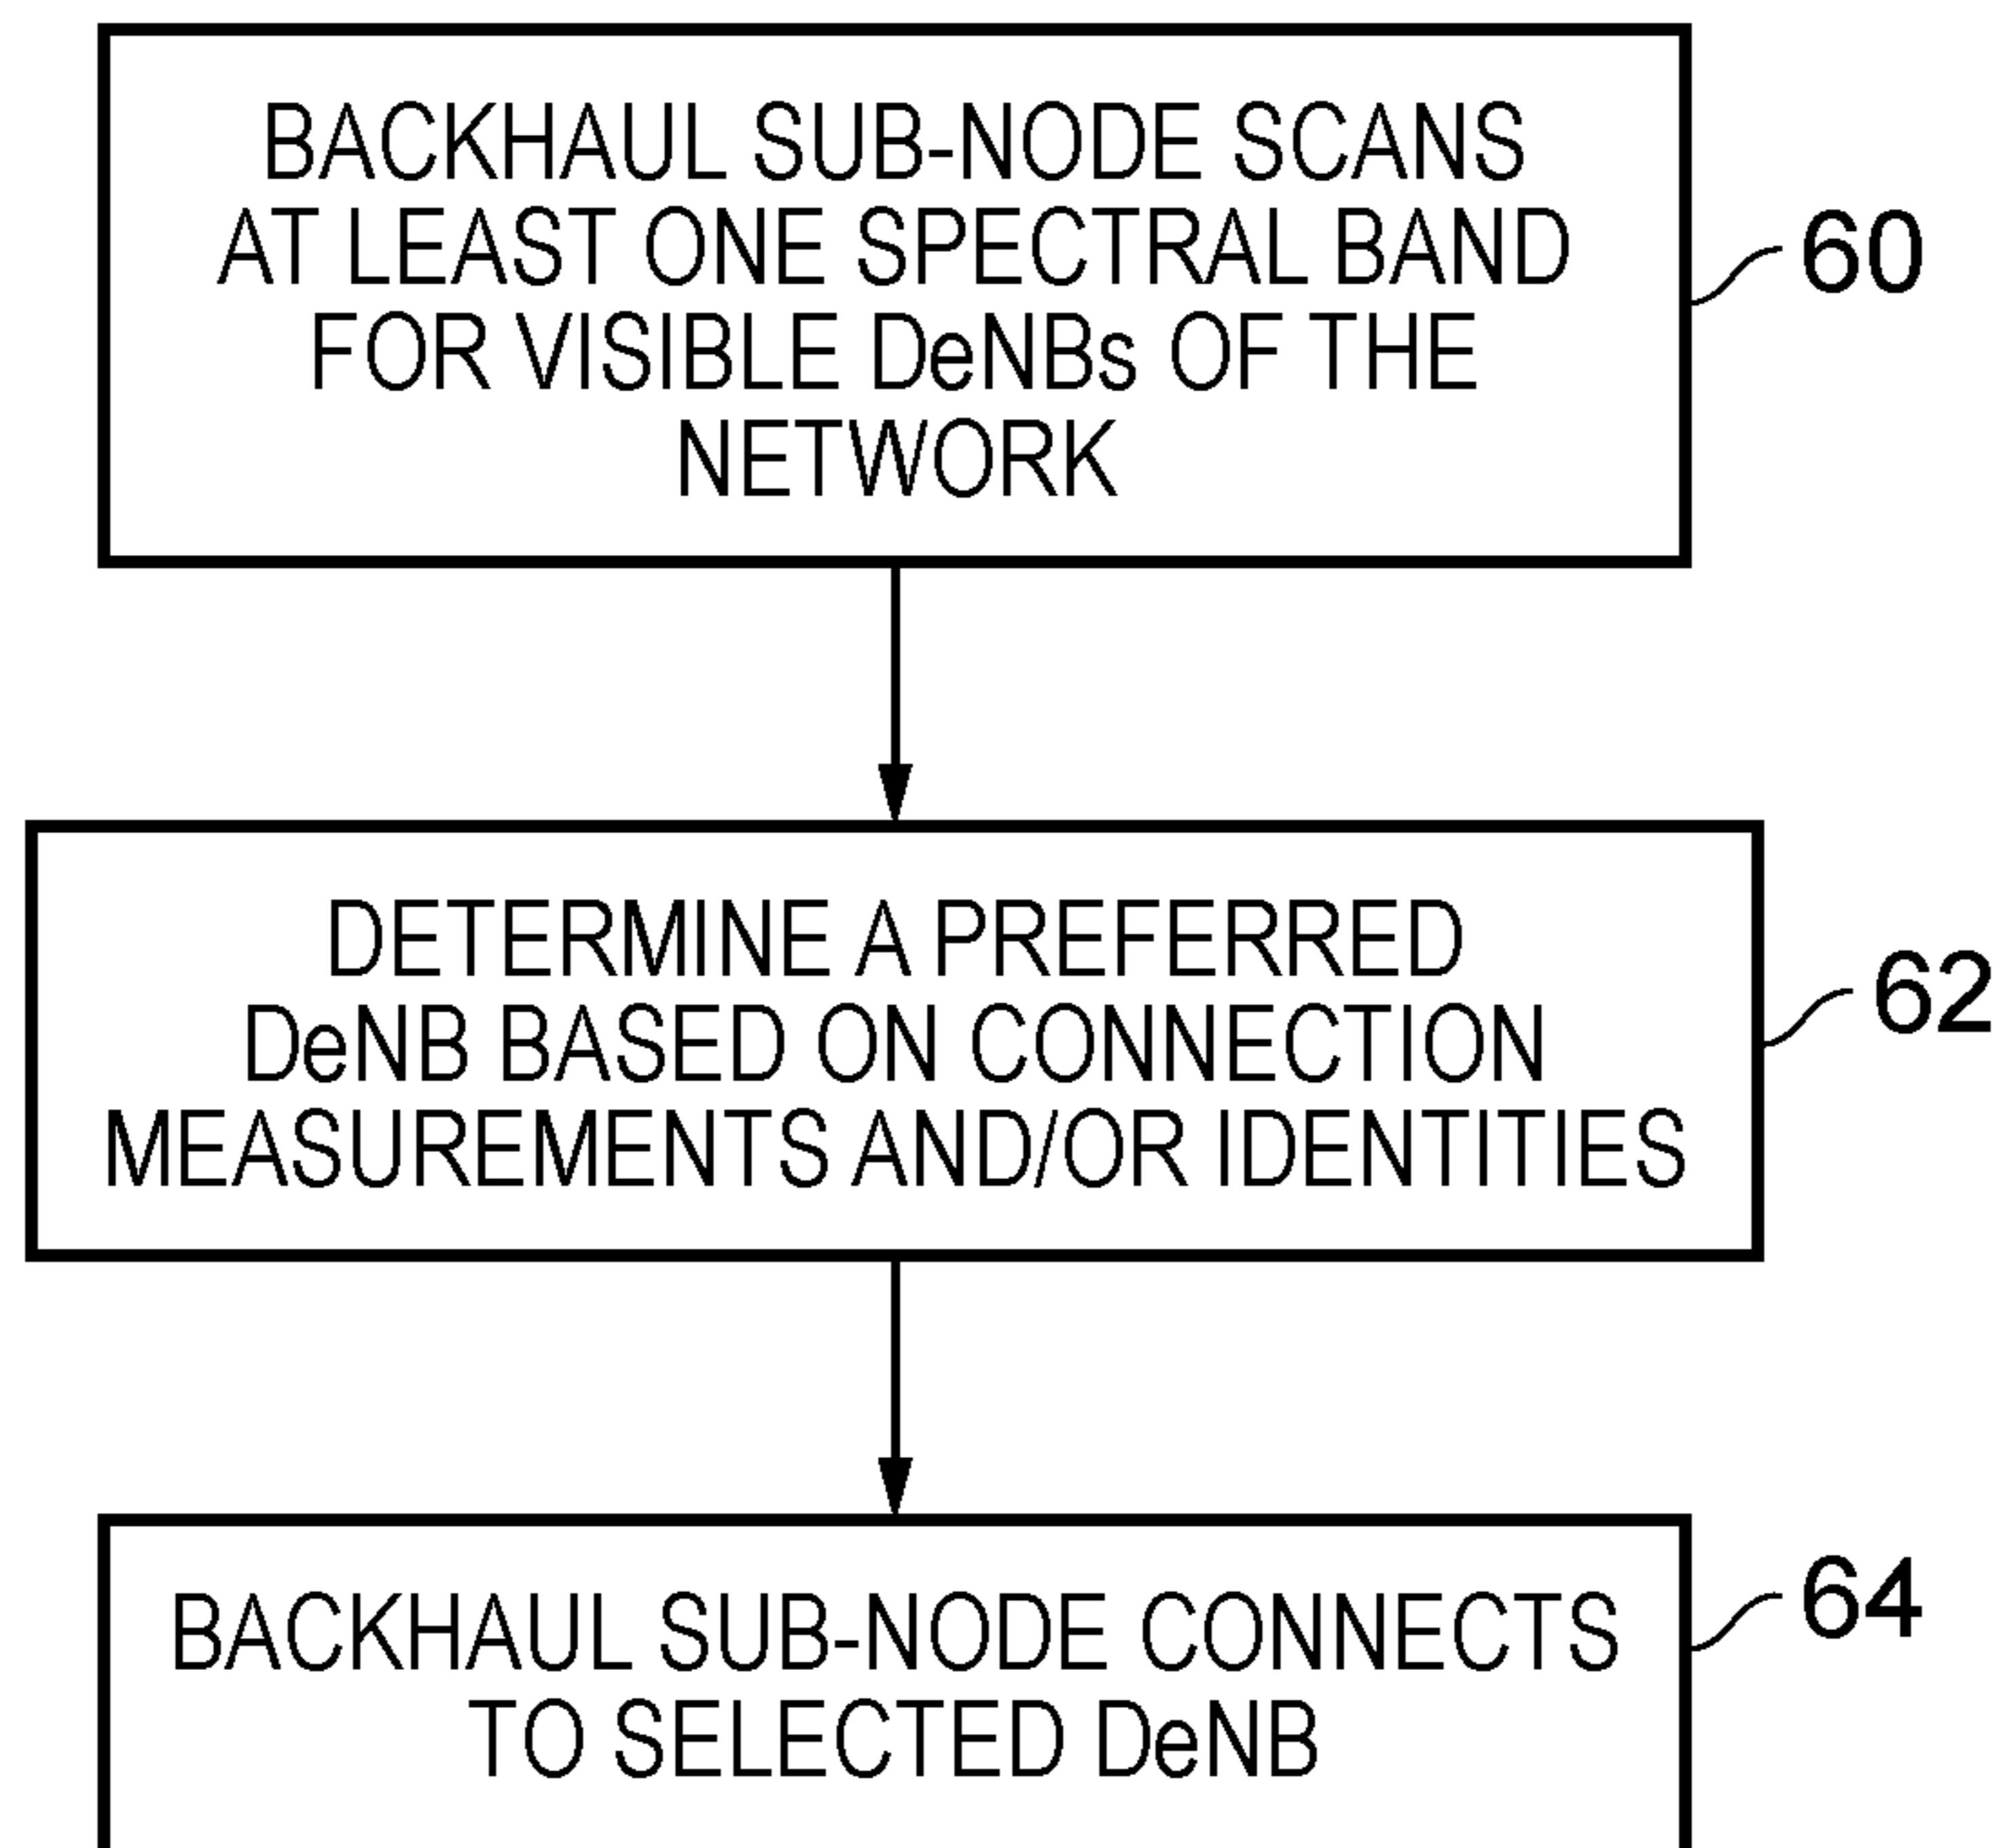 BACKHAUL SUB-NODE SCANS
AT LEAST ONE SPECTRAL BAND
FOR VISIBLE DeNBs OF THE
NETWORK
60
DETERMINE A PREFERRED
DeNB BASED ON CONNECTION
MEASUREMENTS AND/OR IDENTITIES
62
BACKHAUL SUB-NODE CONNECTS
TO SELECTED DeNB
64